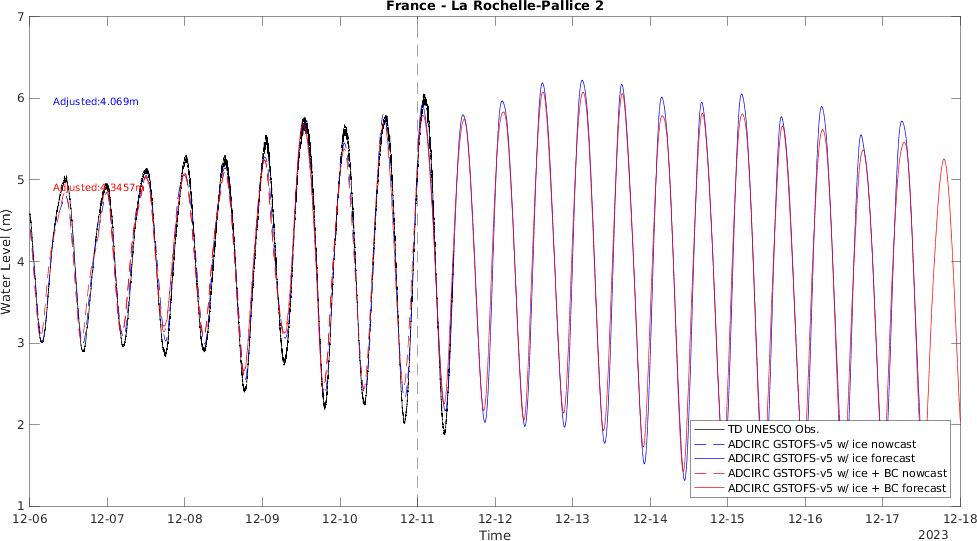 France - La Rochelle-Pallice 2
7
6
5
4
3
2
1
Water Level (m)
Adjusted:4.069m
Adjusted:4.3457m
TD UNESCO Obs.
ADCIRC GSTOFS-v5 w/ ice nowcast
ADCIRC GSTOFS-v5 w/ ice forecast
ADCIRC GSTOFS-v5 w/ ice + BC nowcast
ADCIRC GSTOFS-v5 w/ ice + BC forecast
12-06 12-07 12-08 12-09 12-10 12-11 12-12 12-13 12-14 12-15 12-16 12-17 12-18
Time
2023